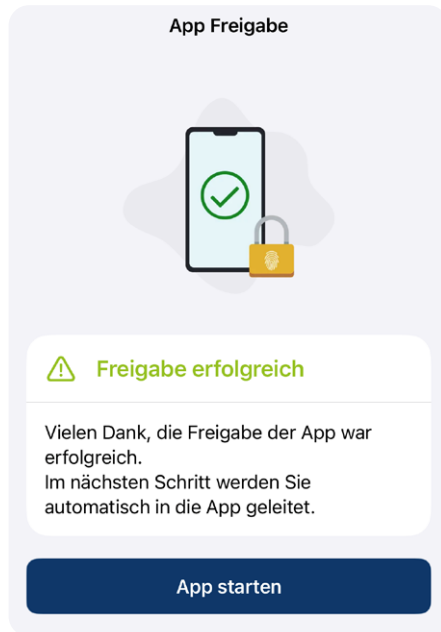 App Freigabe
Freigabe erfolgreich
Vielen Dank, die Freigabe der App war
erfolgreich.
Im nächsten Schritt werden Sie
automatisch in die App geleitet.
App starten